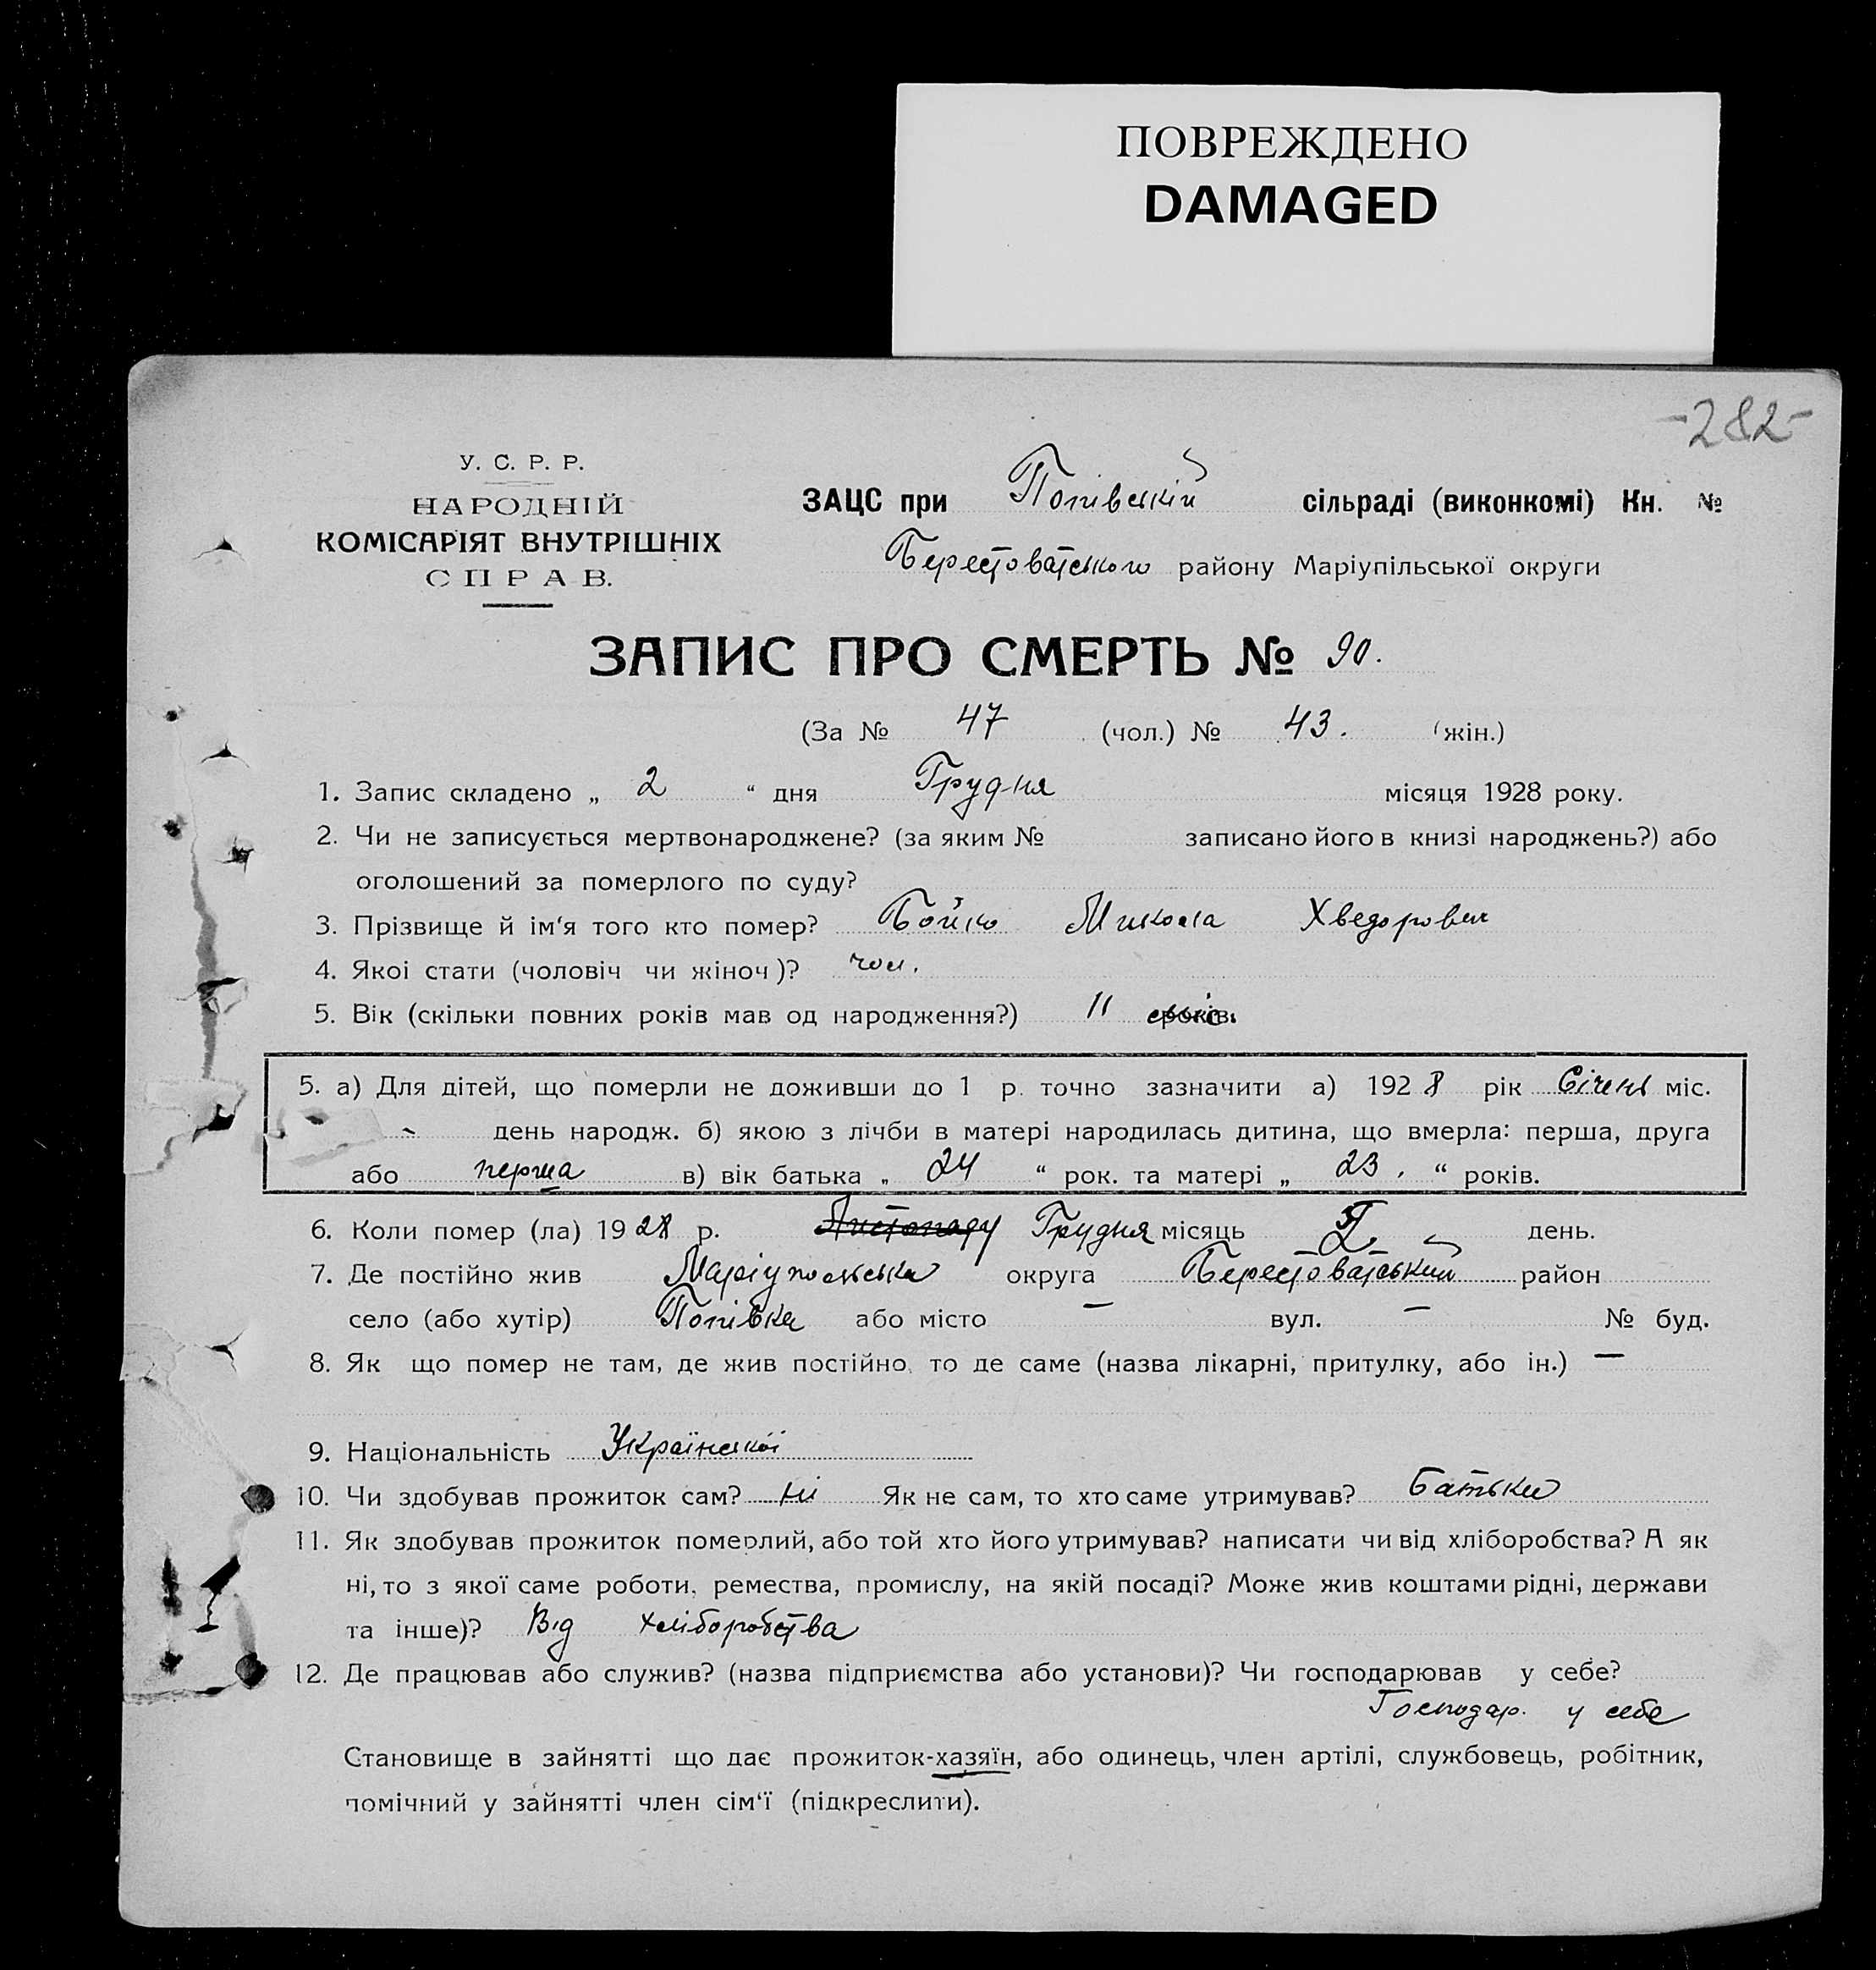 ПОВРЕЖДЕНО
DAMAGED
-282-
У. С. Р. Р.
НАРОДНІЙ
КОМІСАРІЯТ ВНУТРІШНІХ
СПРАВ.
ЗАЦС при Попівській сільраді (виконкомі) Кн. №
Берестоватського району Маріупільської округи
ЗАПИС ПРО СМЕРТЬ № 90.
(За № 47 (чол.) № 43. (жін.)
1. Запис складено „ 2 “ дня Грудня місяця 1928 року.
2. Чи не записується мертвонароджене? (за яким № записано його в книзі народжень?) або
оголошений за померлого по суду?
3. Прізвище й ім‘я того кто помер? Бойко Микола Хведорович
4. Якоі стати (чоловіч чи жіноч)? чол.
5. Вік (скільки повних років мав од народження?) 11 років.
5. а) Для дітей, що померли не доживши до 1 р. точно зазначити а) 1928 рік Січень міс.
- день народж. б) якою з лічби в матері народилась дитина, що вмерла: перша, друга
або перша в) вік батька „ 24 “ рок. та матері „ 23. “ років.
6. Коли помер (ла) 1928 р. Листопаду Грудня місяць день.
7. Де постійно жив Маріупольська округа Берестоватський район
село (або хутір) Попівка або місто — вул. — № буд.
8. Як що помер не там, де жив постійно, то де саме (назва лікарні, притулку, або ін.) —
9. Національність Української
10. Чи здобував прожиток сам? ні Як не сам, то хто саме утримував? Батько
11. Як здобував прожиток померлий, або той хто його утримував? написати чи від хліборобства? А як
ні, то з якої саме роботи, ремества, промислу, на якій посаді? Може жив коштами рідні, держави
та інше)? Від хліборобства
12. Де працював або служив? (назва підприємства або установи)? Чи господарював у себе?
Господар. у себе
Становище в зайнятті що дає прожиток-хазяїн, або одинець, член артілі, службовець, робітник,
помічний у зайнятті член сім‘ї (підкреслити).